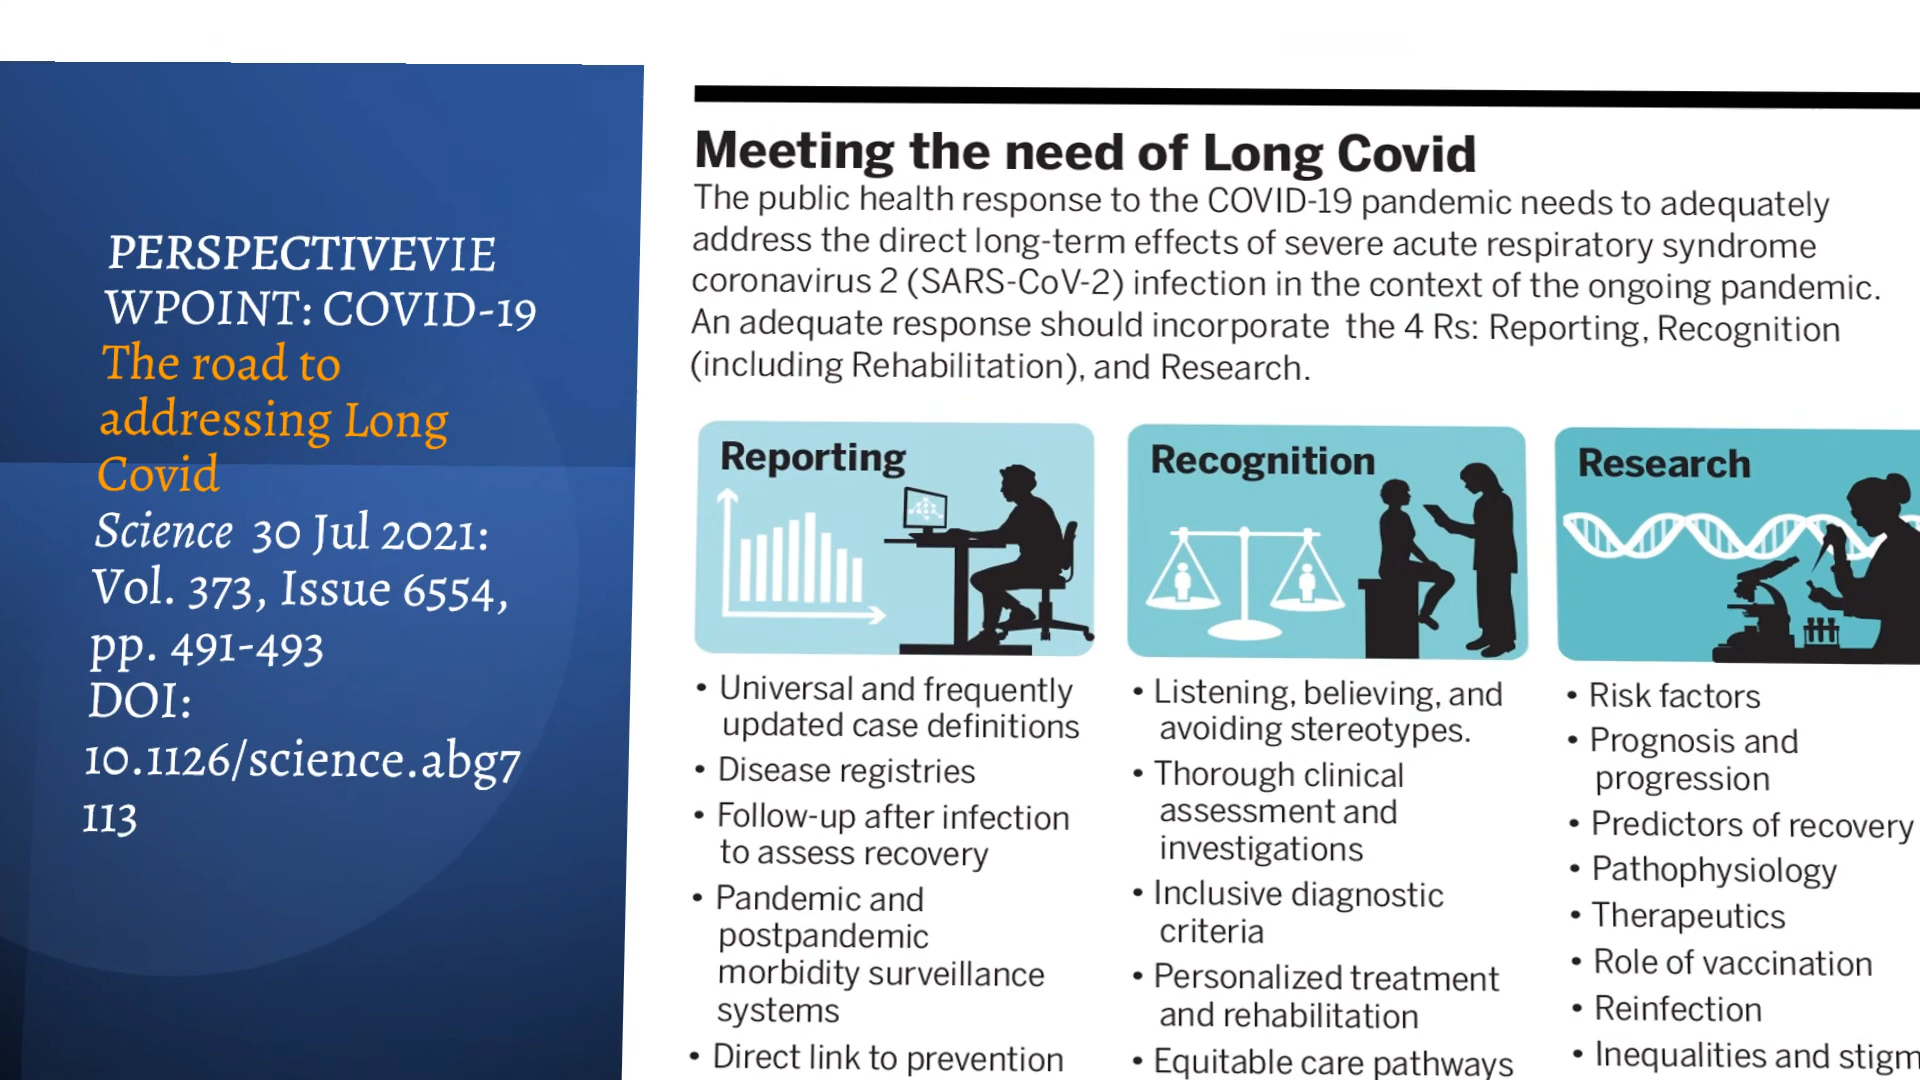 PERSPECTIVEVIE
WPOINT: COVID-19
The road to
addressing Long
Covid
Science 30 Jul 2021:
Vol. 373, Issue 6554,
pp. 491-493
DOI:
10.1126/science.abg7
113
Meeting the need of Long Covid
The public health response to the COVID-19 pandemic needs to adequately
address the direct long-term effects of severe acute respiratory syndrome
coronavirus 2 (SARS-CoV-2) infection in the context of the ongoing pandemic.
An adequate response should incorporate the 4 Rs: Reporting, Recognition
(including Rehabilitation), and Research.
Reporting
• Universal and frequently
updated case definitions
• Disease registries
• Follow-up after infection
to assess recovery
• Pandemic and
postpandemic
morbidity surveillance
systems
• Direct link to prevention
Recognition
• Listening, believing, and
avoiding stereotypes.
• Thorough clinical
assessment and
investigations
• Inclusive diagnostic
criteria
• Personalized treatment
and rehabilitation
• Equitable care pathways
Research
• Risk factors
• Prognosis and
progression
• Predictors of recovery
• Pathophysiology
• Therapeutics
• Role of vaccination
• Reinfection
• Inequalities and